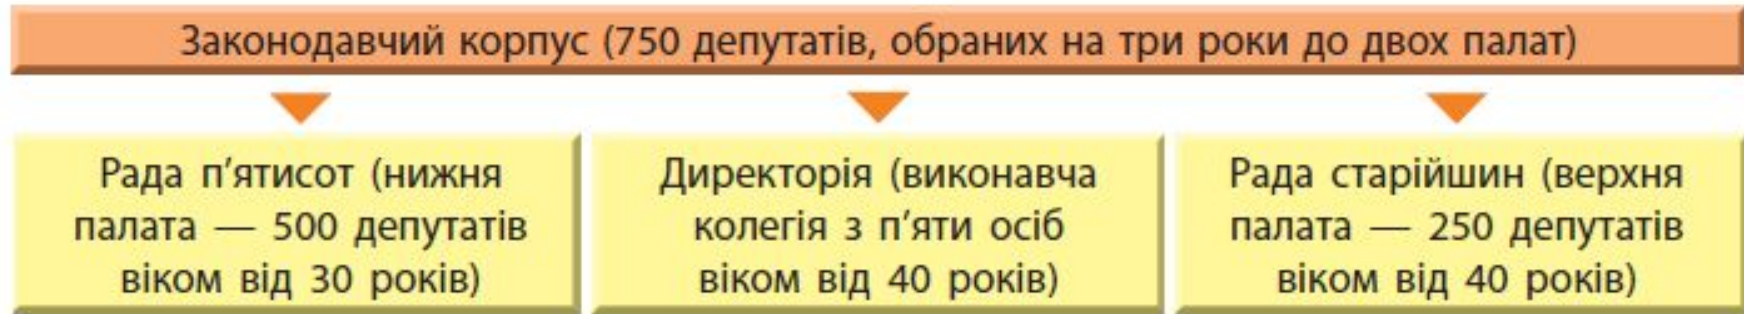 Законодавчий корпус (750 депутатів, обраних на три роки до двох палат)
Рада п’ятисот (нижня
палата — 500 депутатів
віком від 30 років)
Директорія (виконавча
колегія з п’яти осіб
віком від 40 років)
Рада старійшин (верхня
палата — 250 депутатів
віком від 40 років)